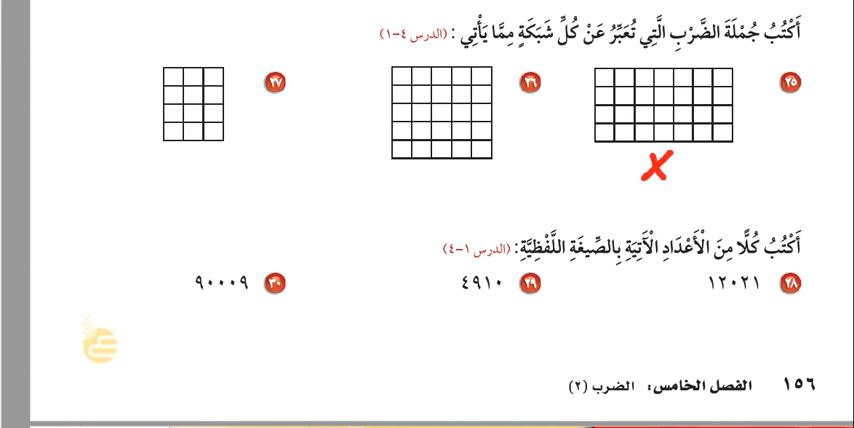 أَكْتُبُ جُمْلَةَ الضَّرْبِ الَّتِي تُعَبِّرُ عَنْ كُلِّ شَبَكَةٍ مِمَّا يَأْتِي : (الدرس ٤-١)
٢٥ ٢٦ ٢٧
أَكْتُبُ كُلًّا مِنَ الْأَعْدَادِ الْآتِيَةِ بِالصِّيغَةِ اللَّفْظِيَّةِ: (الدرس ١-٤)
٢٨ ١٢٠٢١ ٢٩ ٤٩١٠ ٣٠ ٩٠٠٠٩
١٥٦ الفصل الخامس: الضرب (٢)